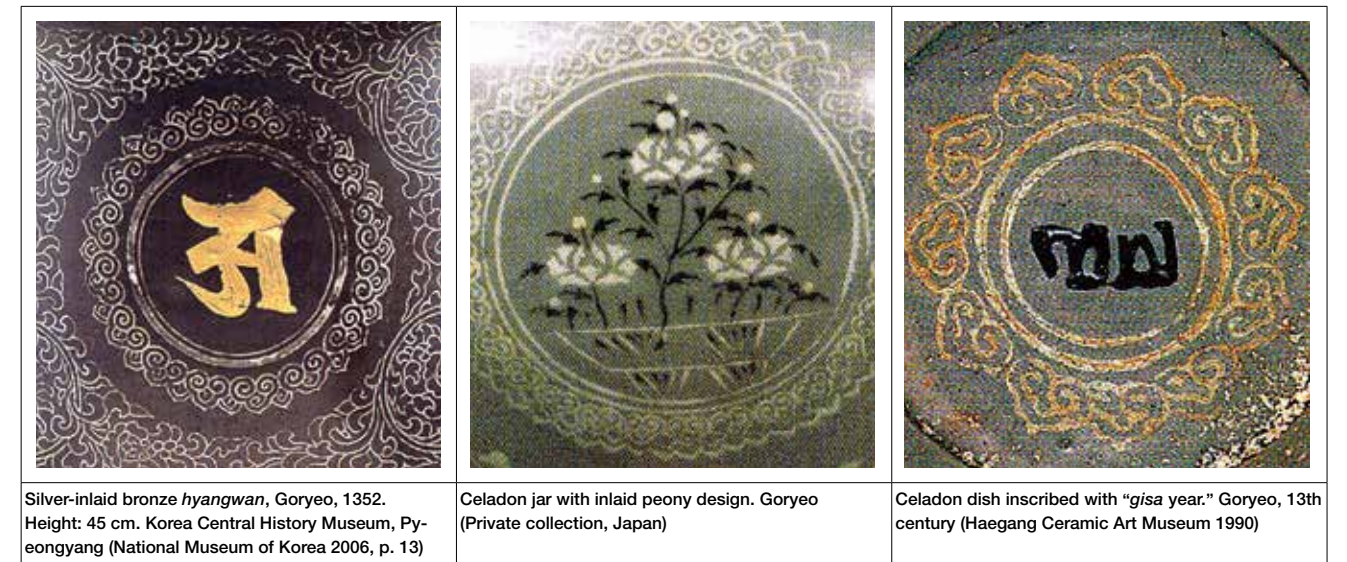 Silver-inlaid bronze hyangwan, Goryeo, 1352.
Height: 45 cm. Korea Central History Museum, Py-
eongyang (National Museum of Korea 2006, p. 13)
Celadon jar with inlaid peony design. Goryeo
(Private collection, Japan)
Celadon dish inscribed with “gisa year.” Goryeo, 13th
century (Haegang Ceramic Art Museum 1990)